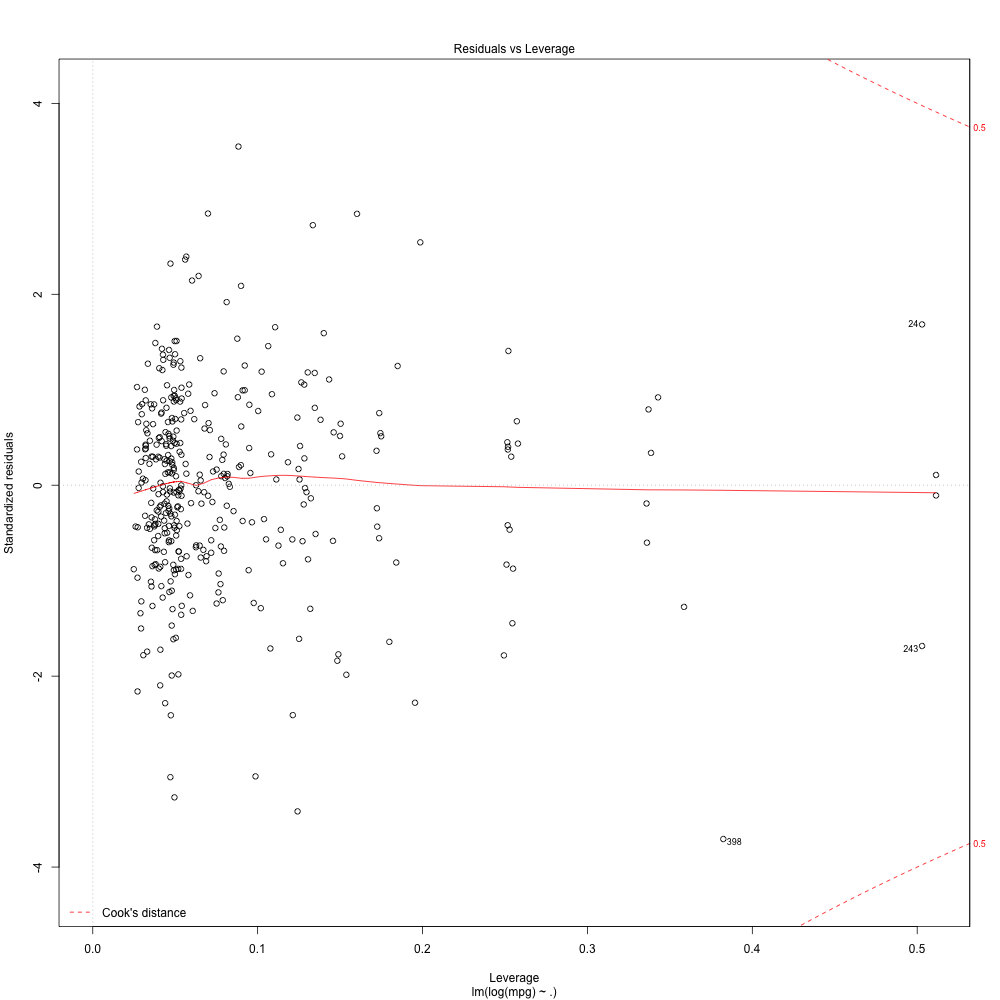 Residuals vs Leverage
4
2
0
-2
-4
Standardized residuals
0.5
24
243
398
0.5
Cook's distance
0.0 0.1 0.2 0.3 0.4 0.5
Leverage
lm(log(mpg) ~ .)